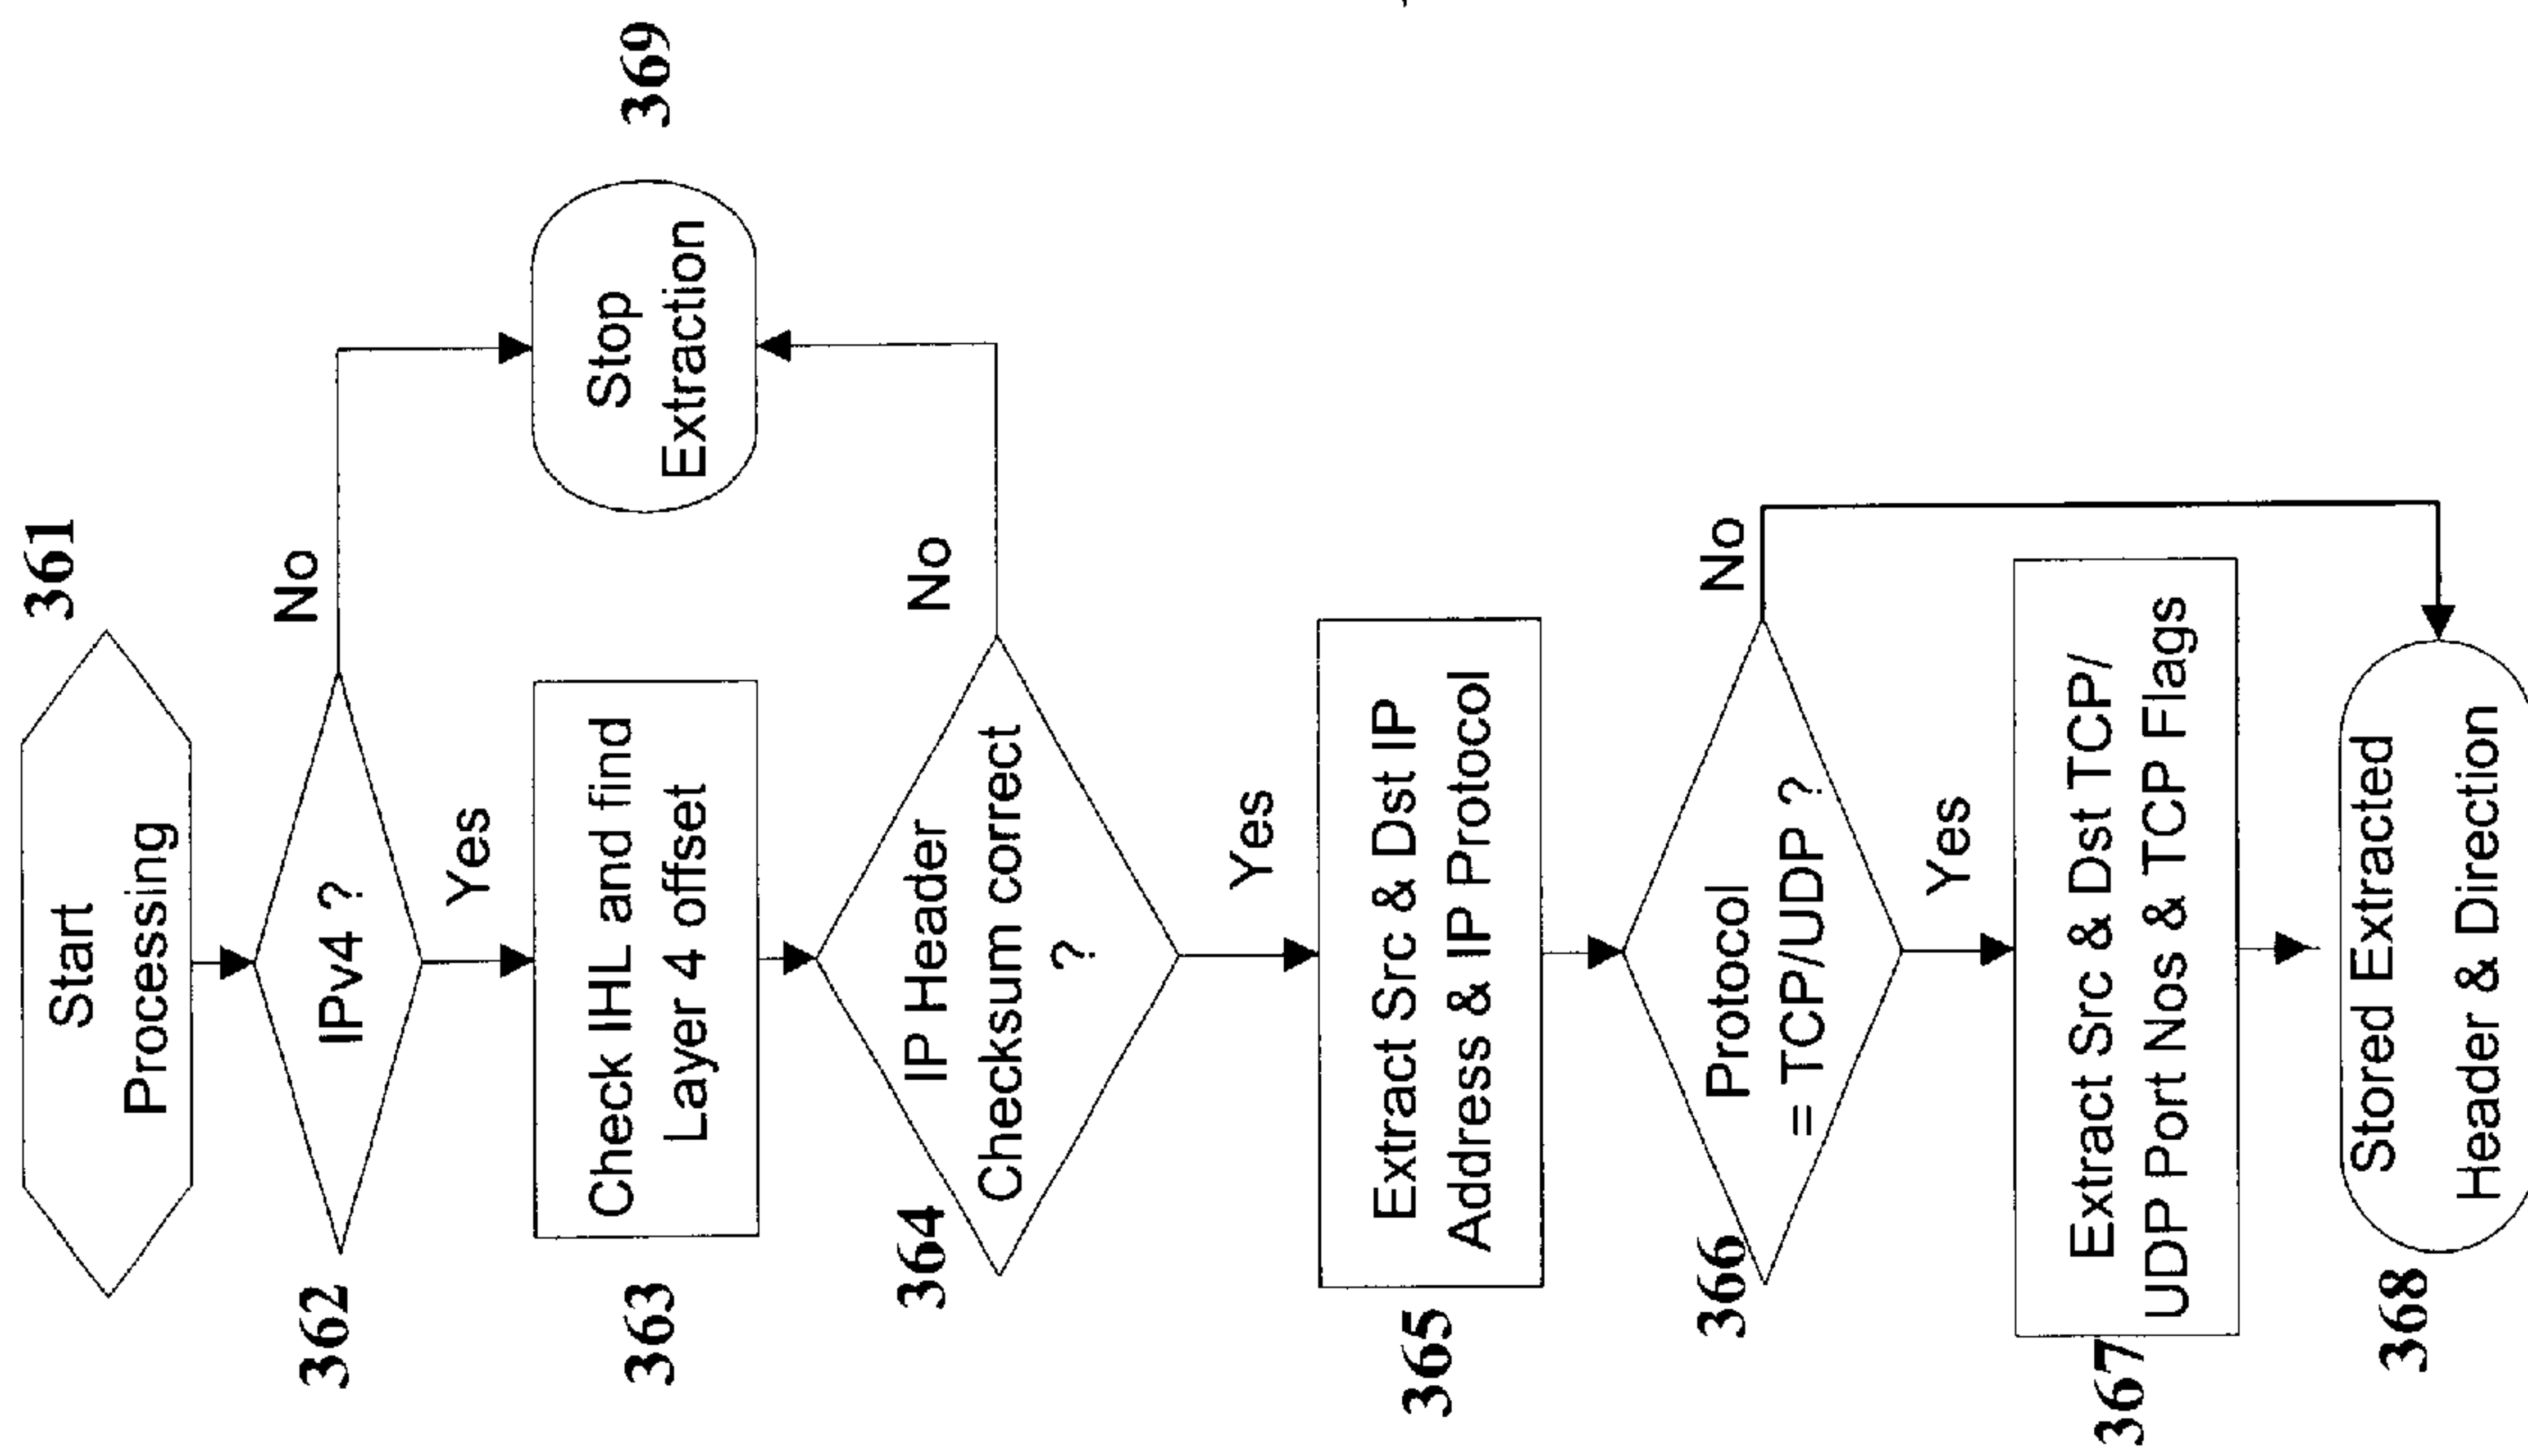 361
Start
Processing
362
IPv4 ?
No
Yes
369
Stop
Extraction
363
Check IHL and find
Layer 4 offset
364
IP Header
Checksum correct
?
No
Yes
365
Extract Src & Dst IP
Address & IP Protocol
366
Protocol
= TCP/UDP ?
No
Yes
367
Extract Src & Dst TCP/
UDP Port Nos & TCP Flags
368
Stored Extracted
Header & Direction